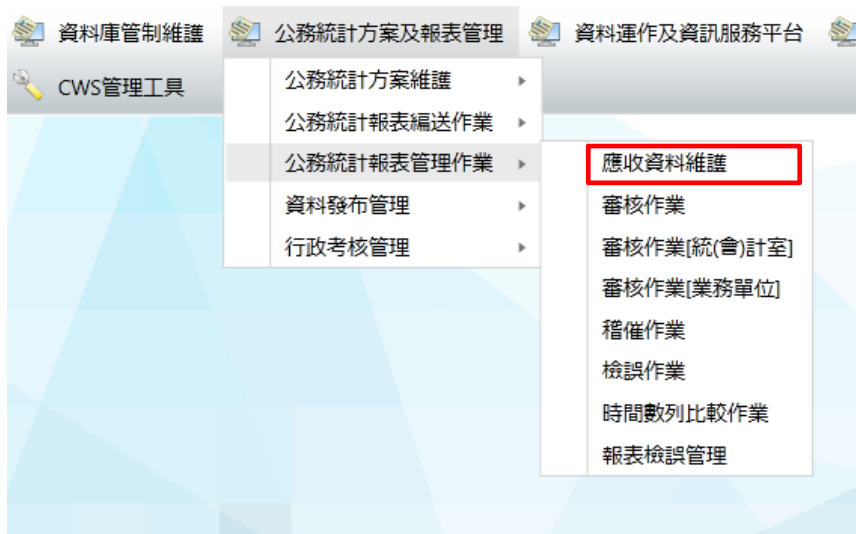 資料庫管制維護
公務統計方案及報表管理
資料運作及資訊服務平台
CWS管理工具
公務統計方案維護
公務統計報表編送作業
公務統計報表管理作業
資料發布管理
行政考核管理
應收資料維護
審核作業
審核作業[統(會)計室]
審核作業[業務單位]
稽催作業
檢誤作業
時間數列比較作業
報表檢誤管理